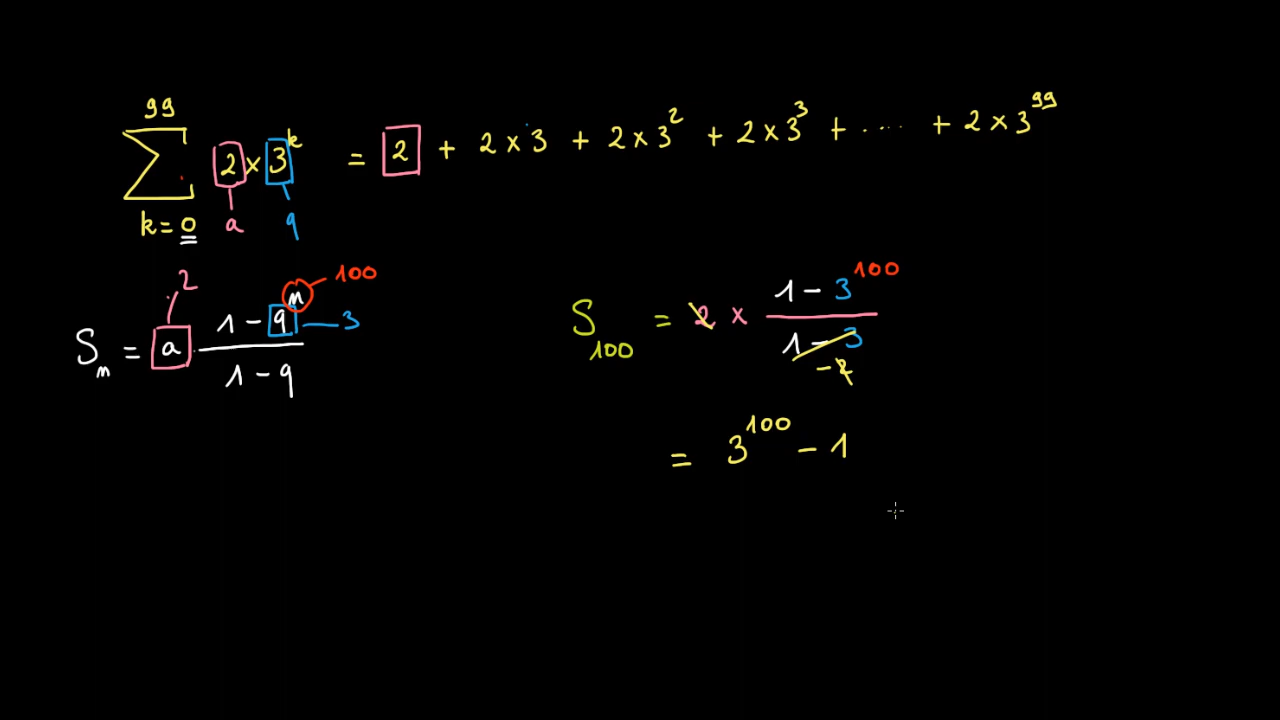 99
∑ 2 × 3^k = 2 + 2 × 3 + 2 × 3^2 + 2 × 3^3 + .... + 2 × 3^99
k = 0 a q
2 100
S_n = a · (1 - q^n)/(1 - q) 3
S_100 = 2 × (1 - 3^100)/(1 - 3)
-2
= 3^100 - 1